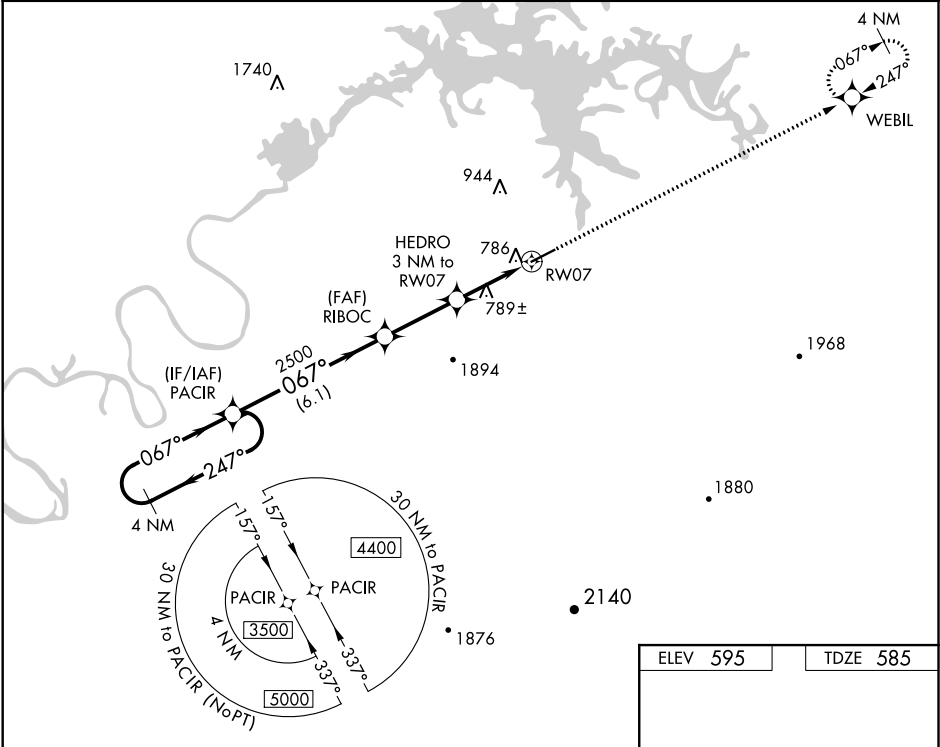 4 NM
067°
247°
WEBIL
1740
944
HEDRO
3 NM to
RW07
786
RW07
789±
(FAF)
RIBOC
1894
1968
2500
067°
(6.1)
(IF/IAF)
PACIR
067°
247°
4 NM
1880
157°
157°
30 NM to PACIR
4400
PACIR
PACIR
3500
4 NM
337°
337°
30 NM to PACIR (NoPT)
5000
2140
1876
ELEV 595
TDZE 585